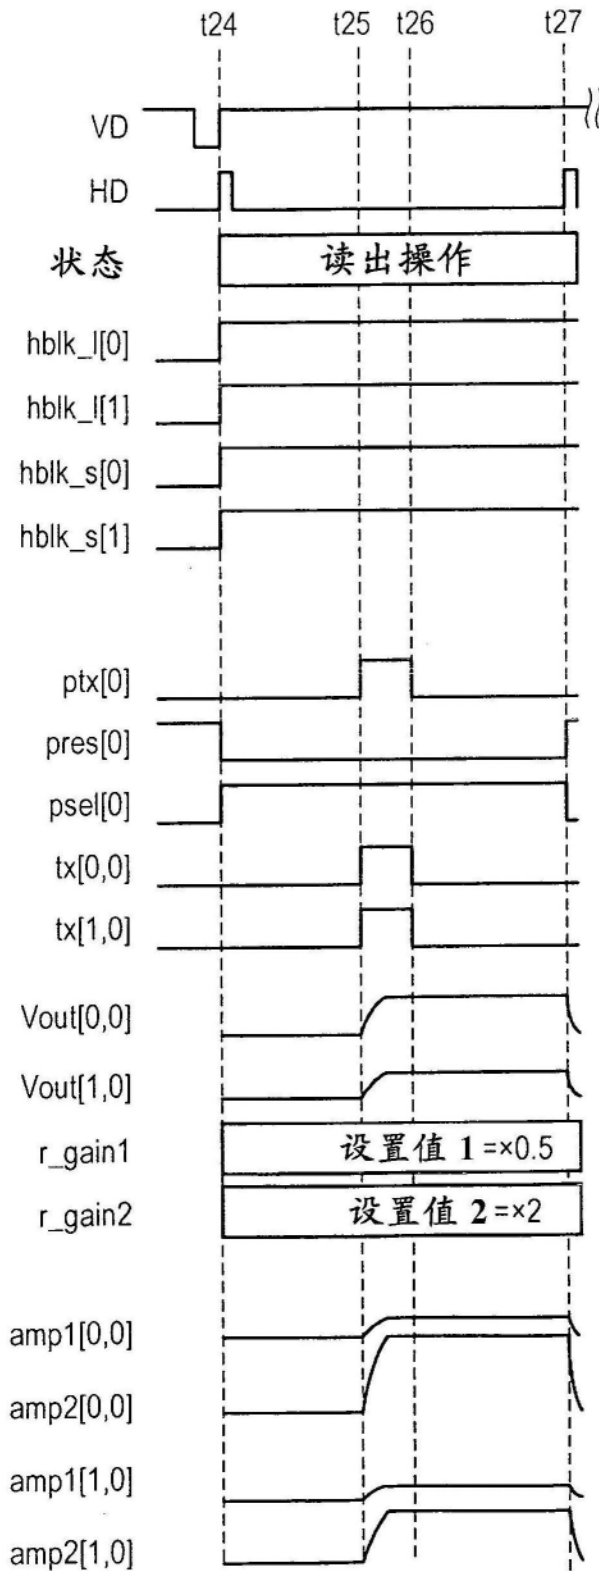 t24 t25 t26 t27
VD
HD
状态 读出操作
hblk_l[0]
hblk_l[1]
hblk_s[0]
hblk_s[1]
ptx[0]
pres[0]
psel[0]
tx[0,0]
tx[1,0]
Vout[0,0]
Vout[1,0]
r_gain1 设置值 1 =×0.5
r_gain2 设置值 2 =×2
amp1[0,0]
amp2[0,0]
amp1[1,0]
amp2[1,0]